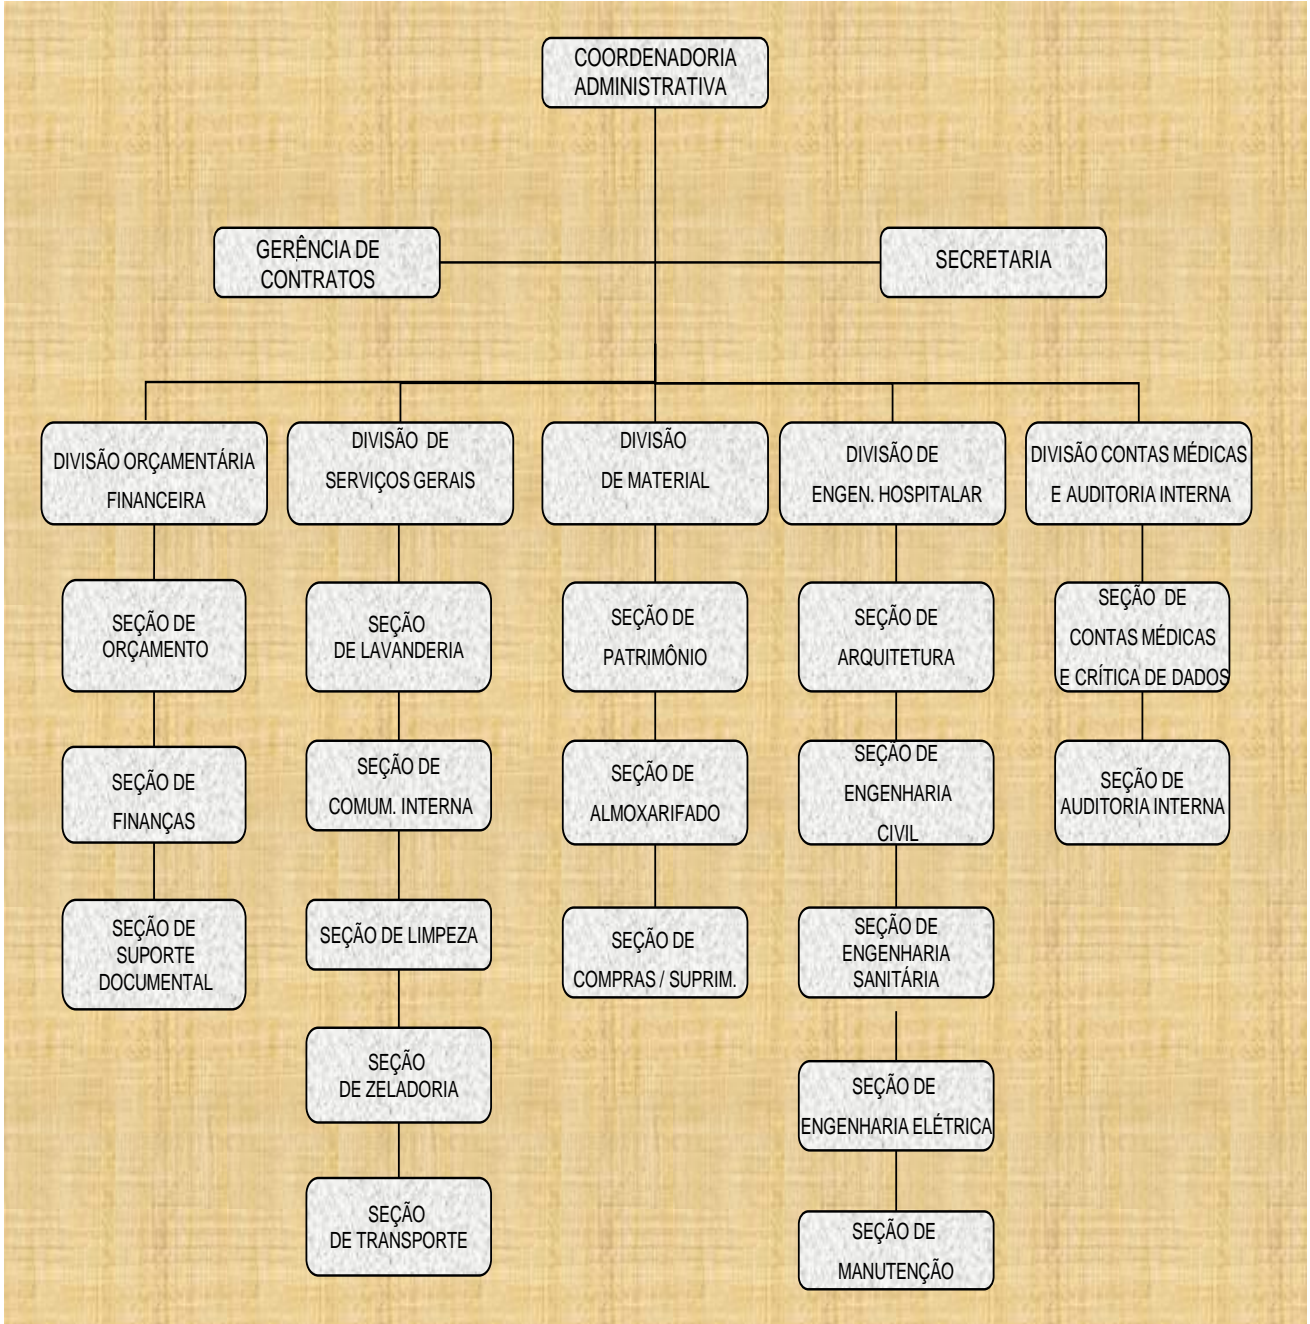 COORDENADORIA
ADMINISTRATIVA
GERÊNCIA DE
CONTRATOS
SECRETARIA
DIVISÃO ORÇAMENTÁRIA
FINANCEIRA
DIVISÃO DE
SERVIÇOS GERAIS
DIVISÃO
DE MATERIAL
DIVISÃO DE
ENGEN. HOSPITALAR
DIVISÃO CONTAS MÉDICAS
E AUDITORIA INTERNA
SEÇÃO DE
ORÇAMENTO
SEÇÃO
DE LAVANDERIA
SEÇÃO DE
PATRIMÔNIO
SEÇÃO DE
ARQUITETURA
SEÇÃO DE
CONTAS MÉDICAS
E CRÍTICA DE DADOS
SEÇÃO DE
FINANÇAS
SEÇÃO DE
COMUM. INTERNA
SEÇÃO DE
ALMOXARIFADO
SEÇÃO DE
ENGENHARIA
CIVIL
SEÇÃO DE
AUDITORIA INTERNA
SEÇÃO DE
SUPORTE
DOCUMENTAL
SEÇÃO DE LIMPEZA
SEÇÃO DE
COMPRAS / SUPRIM.
SEÇÃO DE
ENGENHARIA
SANITÁRIA
SEÇÃO
DE ZELADORIA
SEÇÃO DE
ENGENHARIA ELÉTRICA
SEÇÃO
DE TRANSPORTE
SEÇÃO DE
MANUTENÇÃO